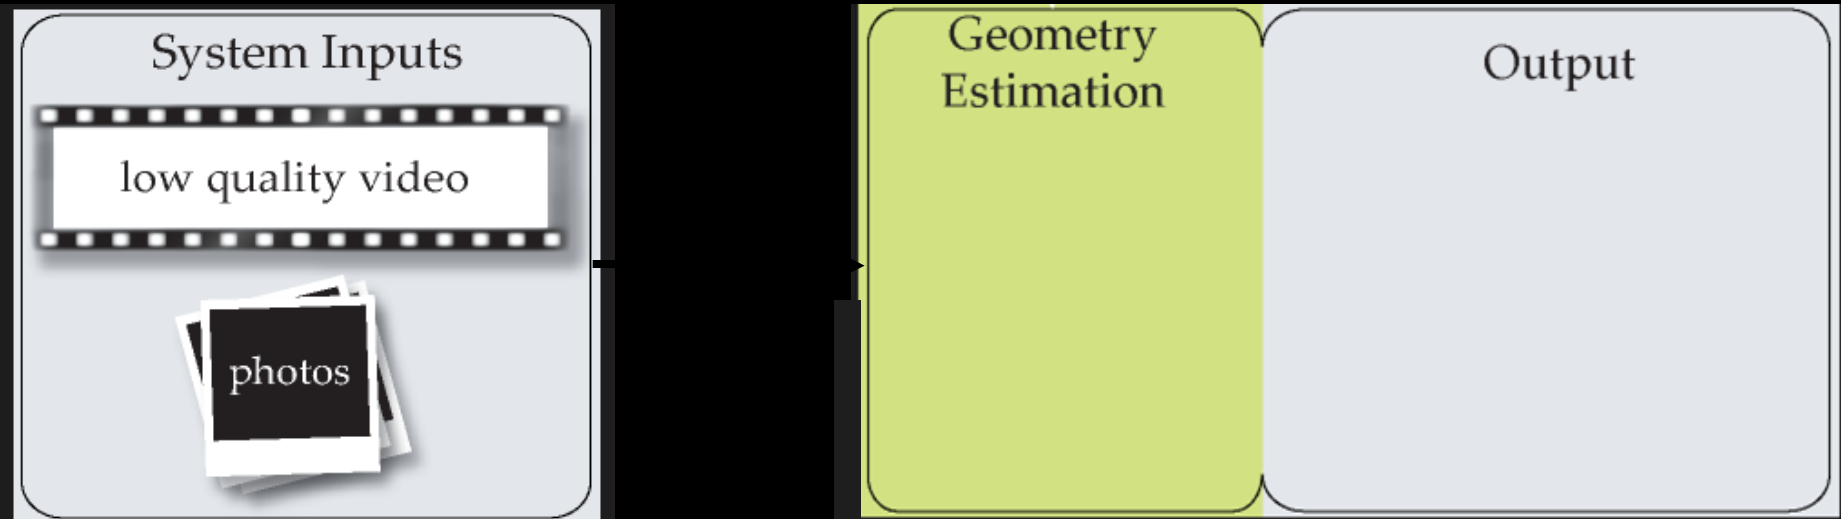 System Inputs
low quality video
photos
Geometry
Estimation
Output